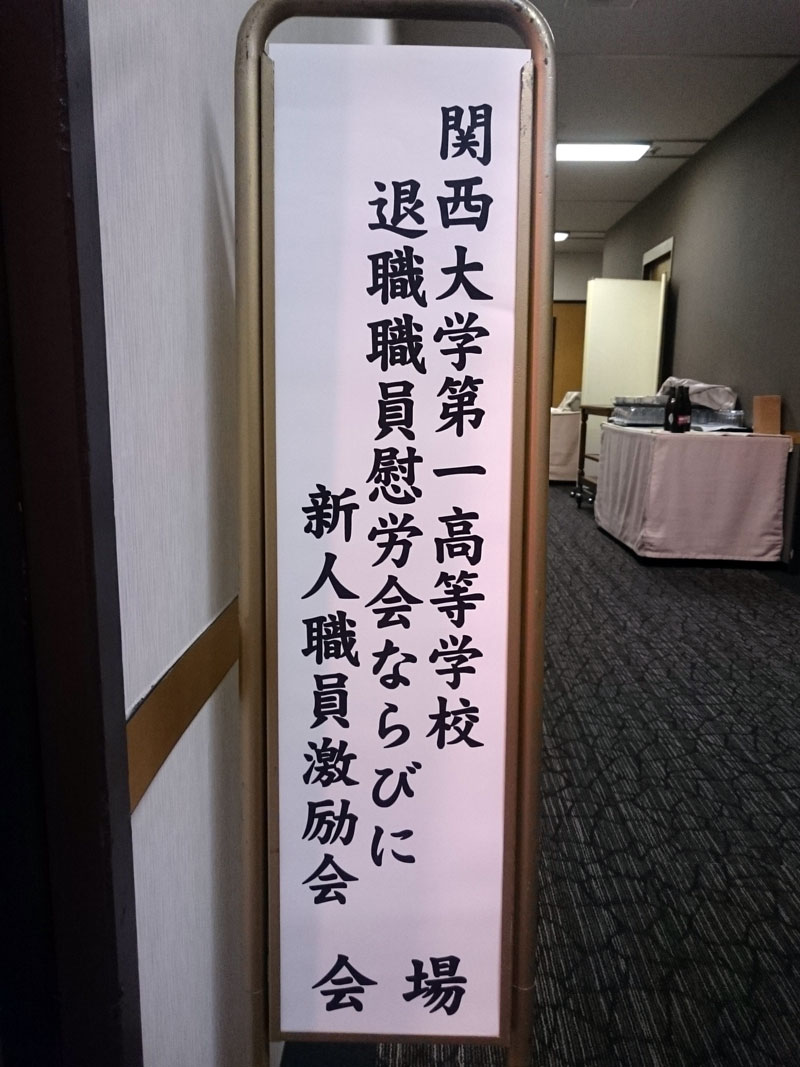 関西大学第一高等学校
退職職員慰労会ならびに
新人職員激励会
会場